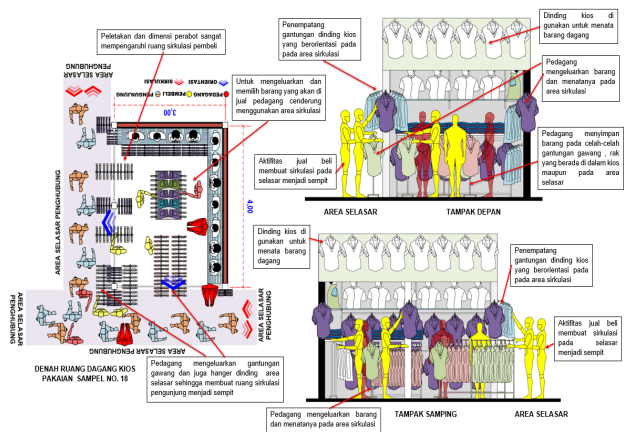 Peletakan dan dimensi perabot sangat
mempengaruhi ruang sirkulasi pembeli
AREA SELASAR
PENGHUBUNG
AREA SELASAR
PENGHUBUNG
SIRKULASI
ORIENTASI
PENGUNJUNG
PEMBELI
PEDAGANG
3,00
4,00
Untuk mengeluarkan dan
memilih barang yang akan di
jual pedagang cenderung
menggunakan area sirkulasi
AREA SELASAR PENGHUBUNG
AREA SELASAR
PENGHUBUNG
AREA SELASAR
PENGHUBUNG
AREA SELASAR
PENGHUBUNG
AREA SELASAR
PENGHUBUNG
DENAH RUANG DAGANG KIOS
PAKAIAN SAMPEL NO. 18
Pedagang mengeluarkan gantungan
gawang dan juga hanger dinding area
selasar sehingga membuat ruang sirkulasi
pengunjung menjadi sempit
Penempatang
gantungan dinding kios
yang berorientasi pada
pada area sirkulasi
Dinding kios di
gunakan untuk menata
barang dagang
Pedagang
mengeluarkan barang
dan menatanya pada
area sirkulasi
Pedagang menyimpan
barang pada celah-celah
gantungan gawang , rak
yang berada di dalam kios
maupun pada area
selasar
Aktifitas jual beli
membuat sirkulasi pada
selasar menjadi sempit
AREA SELASAR
TAMPAK DEPAN
Dinding kios di
gunakan untuk
menata barang
dagang
Penempatang
gantungan dinding kios
yang berorientasi pada
pada area sirkulasi
Aktifitas jual beli
membuat sirkulasi
pada selasar
menjadi sempit
Pedagang mengeluarkan barang
dan menatanya pada area sirkulasi
TAMPAK SAMPING
AREA SELASAR